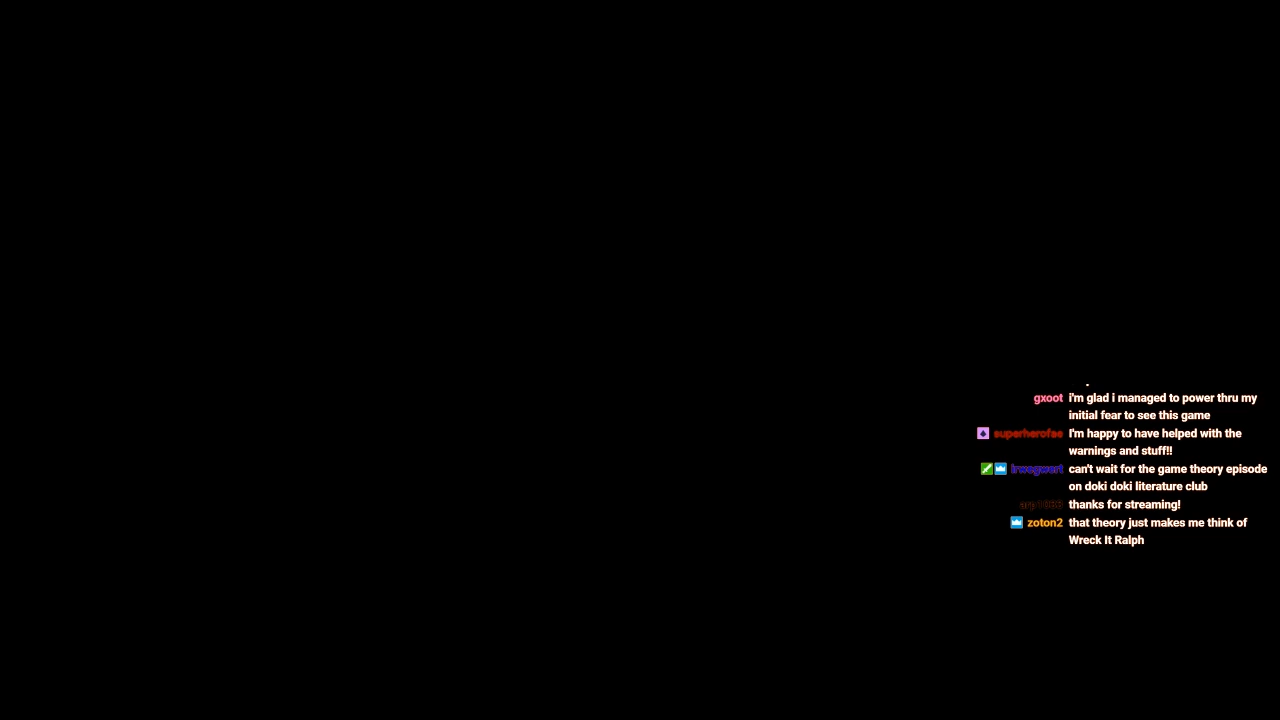 gxoot i'm glad i managed to power thru my
initial fear to see this game
superherofae I'm happy to have helped with the
warnings and stuff!!
irwegwert can't wait for the game theory episode
on doki doki literature club
thanks for streaming!
zoton2 that theory just makes me think of
Wreck It Ralph